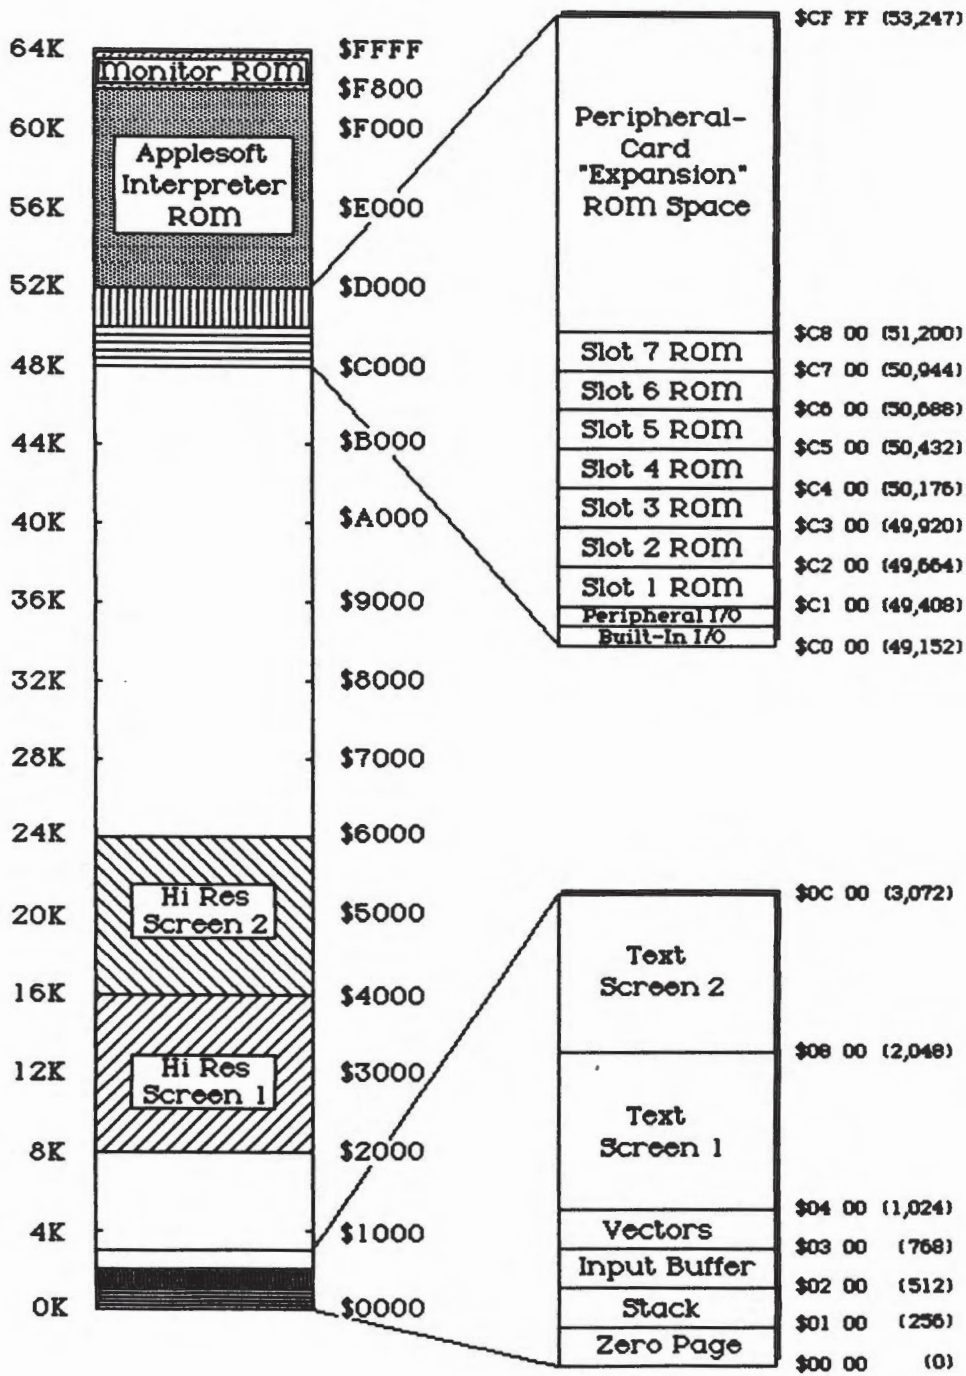 64K
60K
56K
52K
48K
44K
40K
36K
32K
28K
24K
20K
16K
12K
8K
4K
0K
Monitor ROM
Applesoft
Interpreter
ROM
Hi Res
Screen 2
Hi Res
Screen 1
$FFFF
$F800
$F000
$E000
$D000
$C000
$B000
$A000
$9000
$8000
$7000
$6000
$5000
$4000
$3000
$2000
$1000
$0000
Peripheral-
Card
"Expansion"
ROM Space
Slot 7 ROM
Slot 6 ROM
Slot 5 ROM
Slot 4 ROM
Slot 3 ROM
Slot 2 ROM
Slot 1 ROM
Peripheral I/O
Built-In I/O
$CF FF (53,247)
$C8 00 (51,200)
$C7 00 (50,944)
$C6 00 (50,688)
$C5 00 (50,432)
$C4 00 (50,176)
$C3 00 (49,920)
$C2 00 (49,664)
$C1 00 (49,408)
$C0 00 (49,152)
Text
Screen 2
Text
Screen 1
Vectors
Input Buffer
Stack
Zero Page
$0C 00 (3,072)
$08 00 (2,048)
$04 00 (1,024)
$03 00 (768)
$02 00 (512)
$01 00 (256)
$00 00 (0)